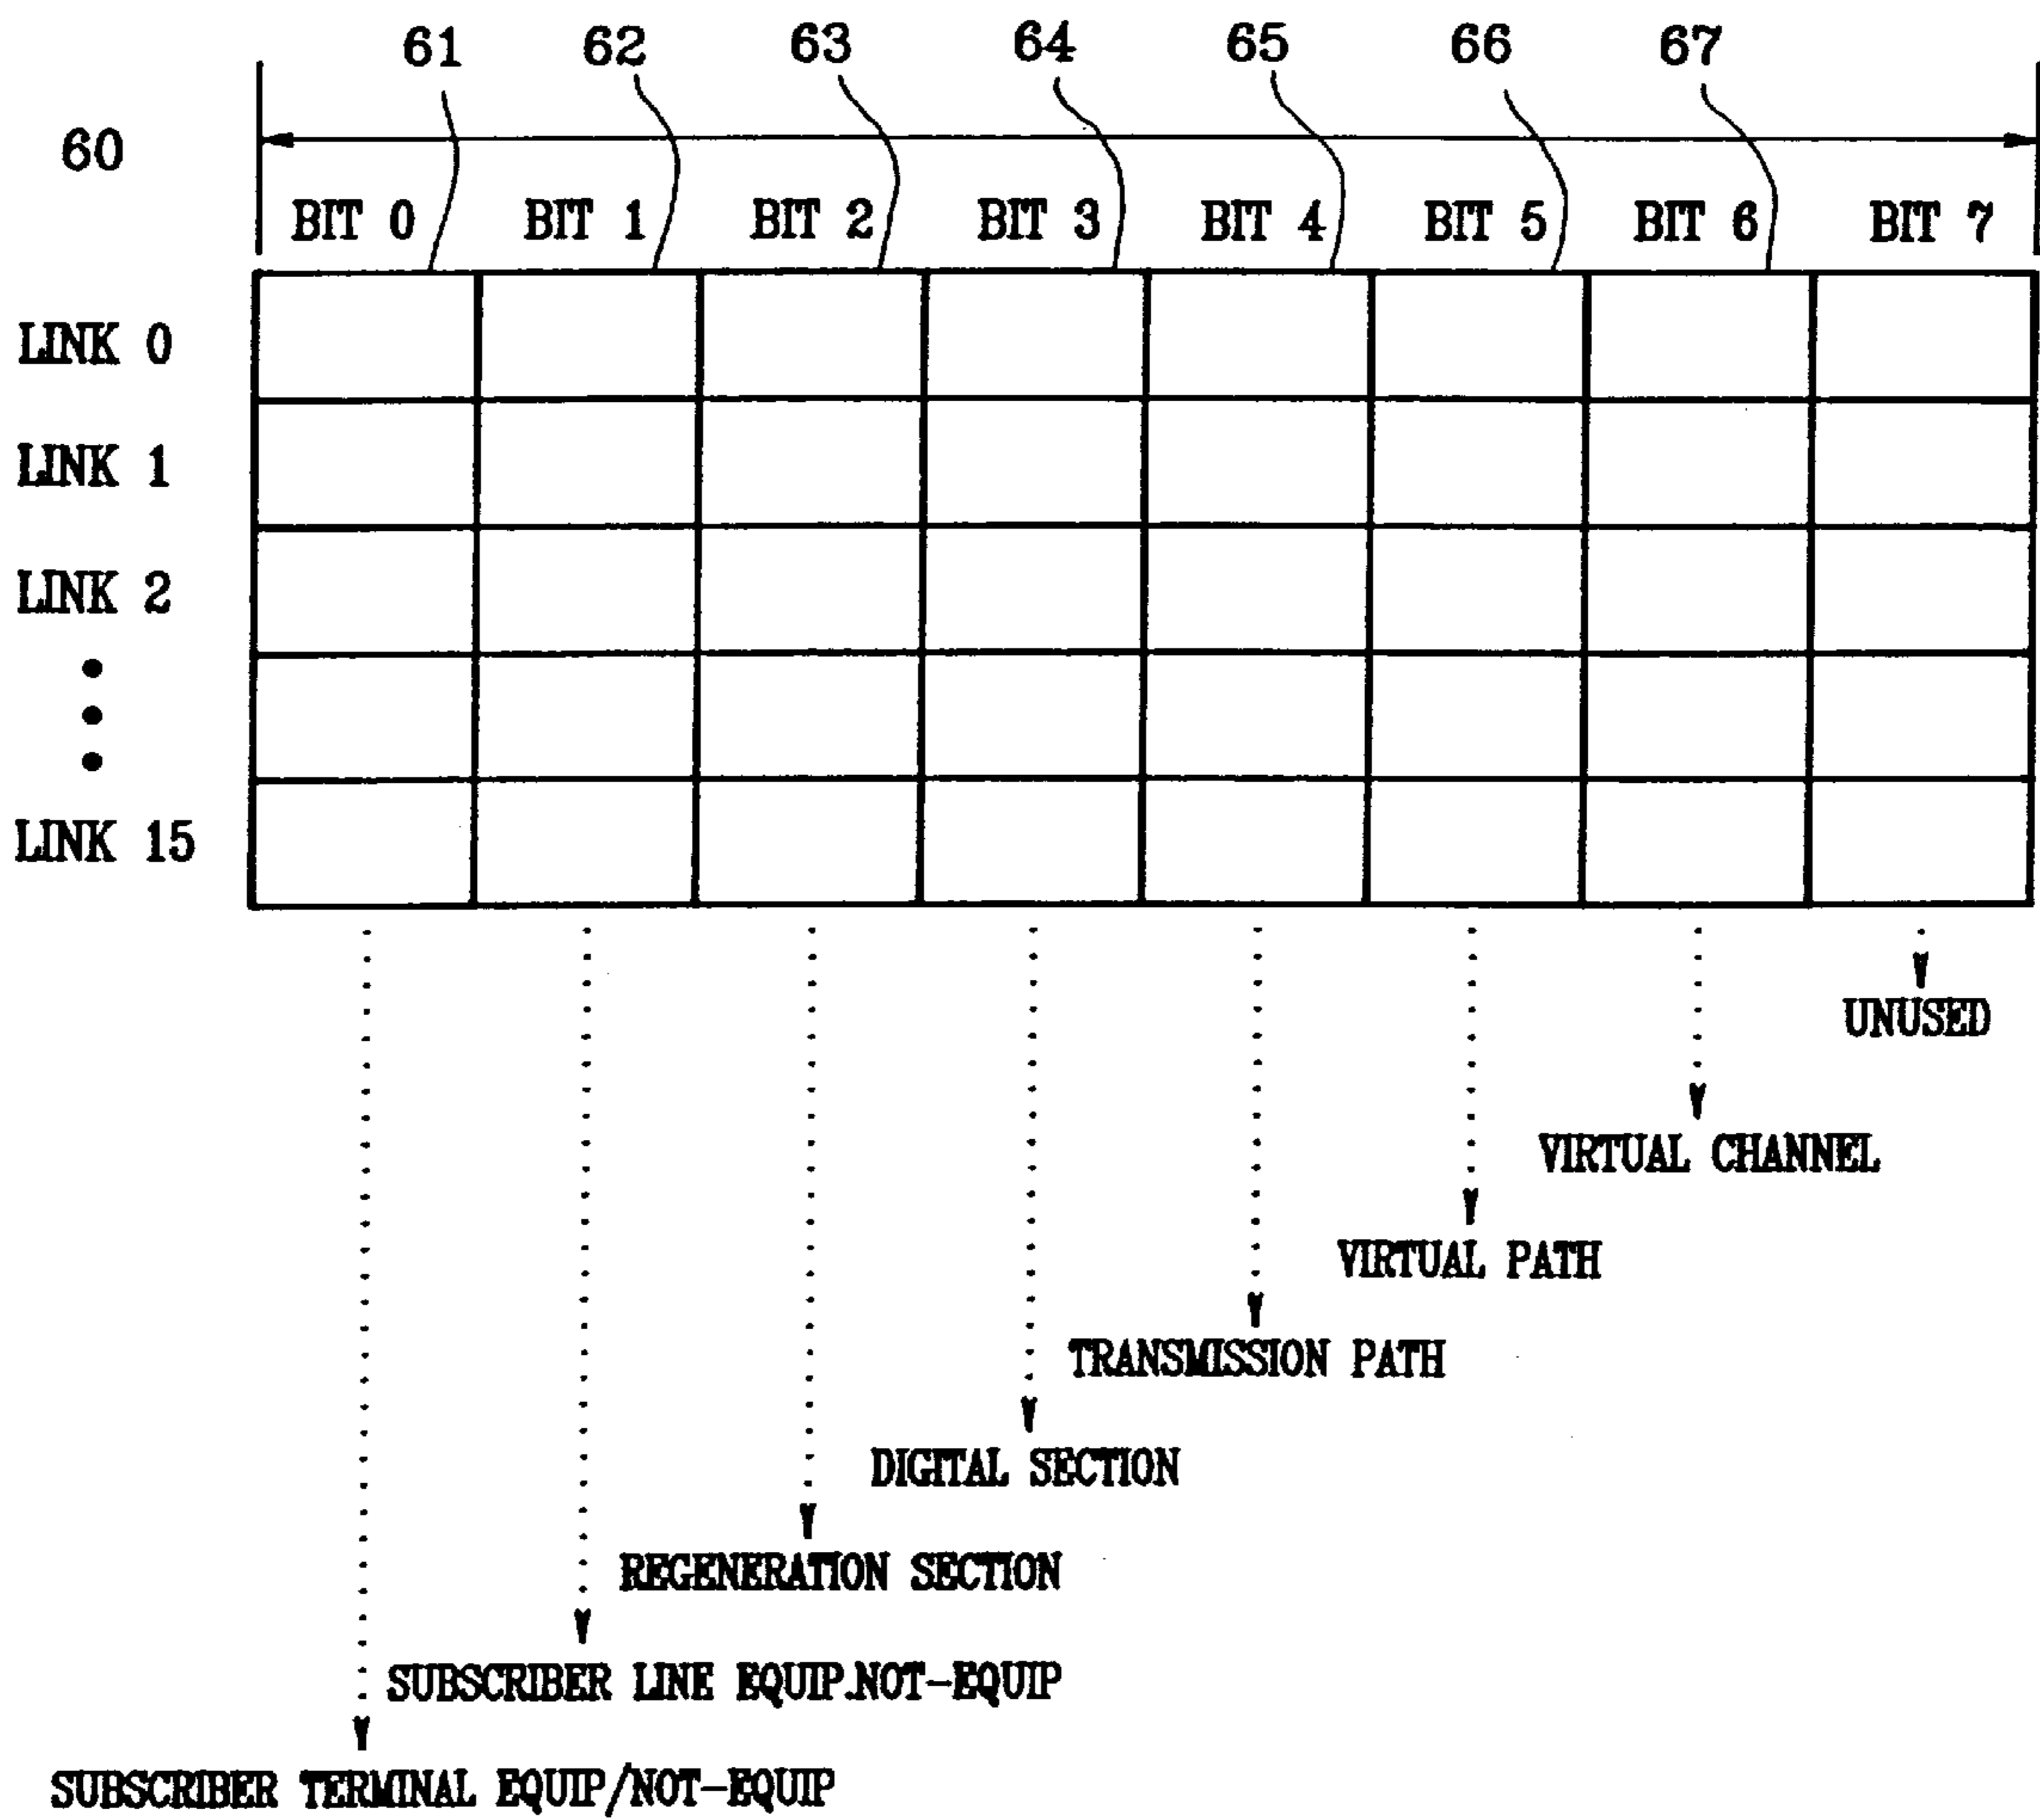 61 62 63 64 65 66 67
60
BIT 0 BIT 1 BIT 2 BIT 3 BIT 4 BIT 5 BIT 6 BIT 7
LINK 0
LINK 1
LINK 2
LINK 15
UNUSED
VIRTUAL CHANNEL
VIRTUAL PATH
TRANSMISSION PATH
DIGITAL SECTION
REGENERATION SECTION
SUBSCRIBER LINE EQUIP.NOT-EQUIP
SUBSCRIBER TERMINAL EQUIP/NOT-EQUIP